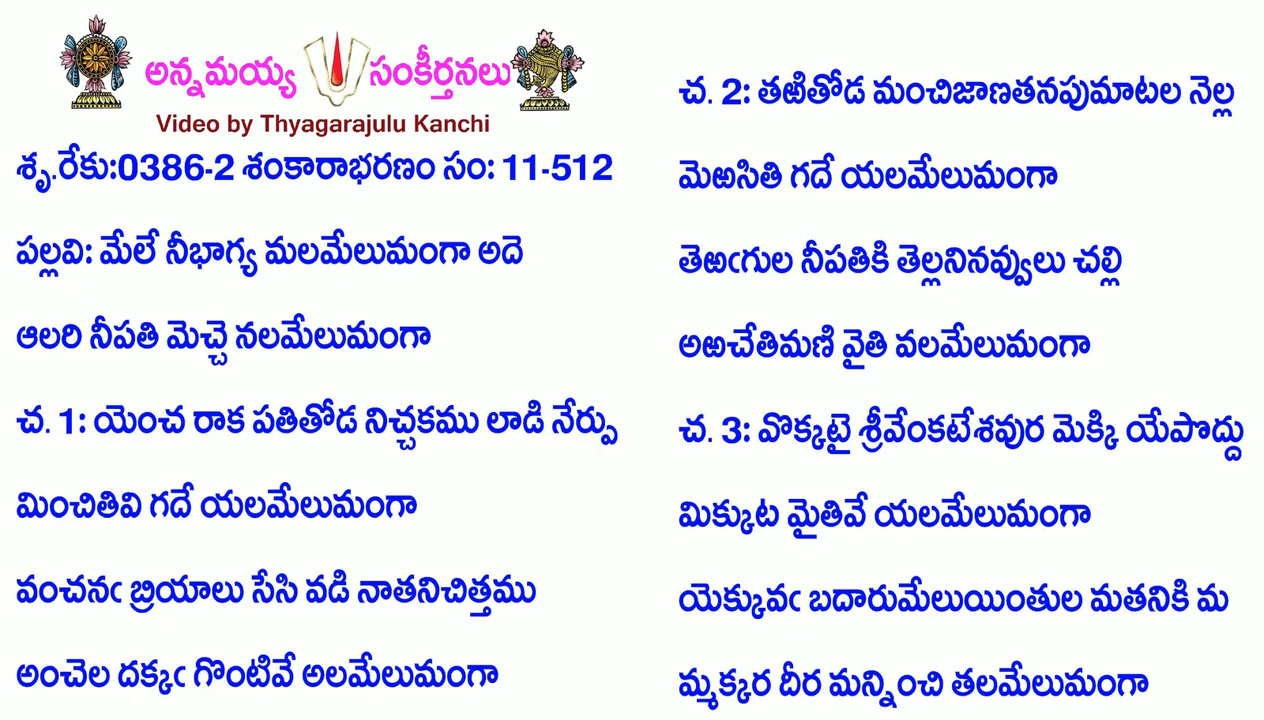 అన్నమయ్య సంకీర్తనలు
Video by Thyagarajulu Kanchi
శృ.రేకు:0386-2 శంకారాభరణం సం: 11-512
పల్లవి: మేలే నీభాగ్య మలమేలుమంగా అదె
ఆలరి నీపతి మెచ్చె నలమేలుమంగా
చ. 1: యెంచ రాక పతితోడ నిచ్చకము లాడి నేర్పు
మించితివి గదే యలమేలుమంగా
వంచనఁ బ్రియాలు సేసి వడి నాతనిచిత్తము
అంచెల దక్కఁ గొంటివే అలమేలుమంగా
చ. 2: తఱితోడ మంచిజాణతనపుమాటల నెల్ల
మెఱసితి గదే యలమేలుమంగా
తెఱఁగుల నీపతికి తెల్లనినవ్వులు చల్లి
అఱచేతిమణి వైతి వలమేలుమంగా
చ. 3: వొక్కటై శ్రీవేంకటేశవుర మెక్కి యేపొద్దు
మిక్కుట మైతివే యలమేలుమంగా
యెక్కువఁ బదారుమేలుయింతుల మతనికి మ
మ్మక్కర దీర మన్నించి తలమేలుమంగా